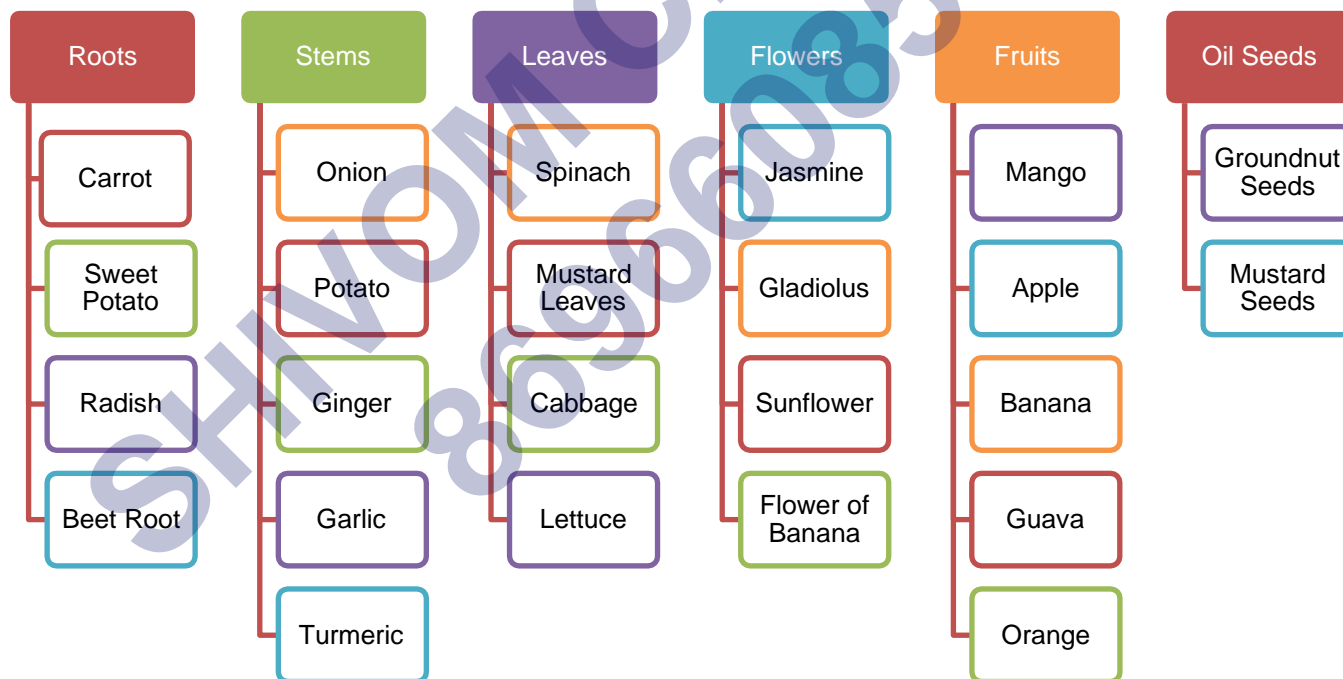 Roots
Carrot
Sweet
Potato
Radish
Beet Root
Stems
Onion
Potato
Ginger
Garlic
Turmeric
Leaves
Spinach
Mustard
Leaves
Cabbage
Lettuce
Flowers
Jasmine
Gladiolus
Sunflower
Flower of
Banana
Fruits
Mango
Apple
Banana
Guava
Orange
Oil Seeds
Groundnut
Seeds
Mustard
Seeds
SHIVOM